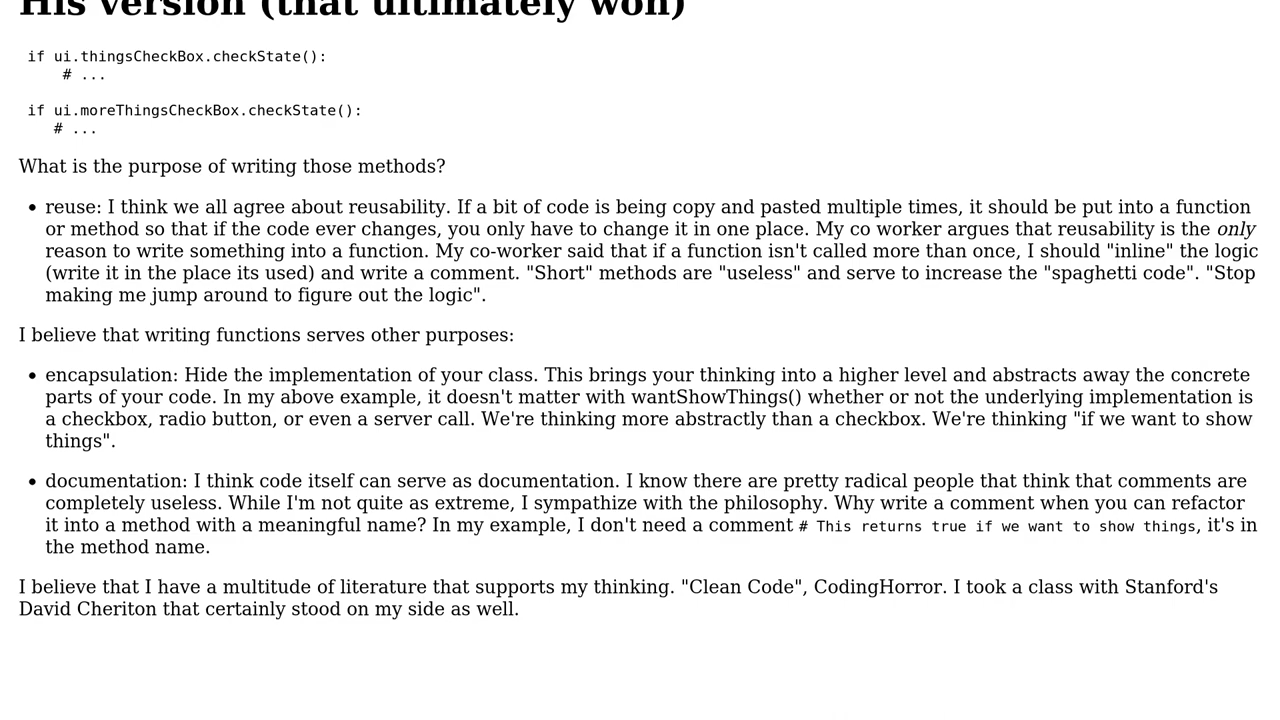 His version (that ultimately won)
if ui.thingsCheckBox.checkState():
# ...
if ui.moreThingsCheckBox.checkState():
# ...
What is the purpose of writing those methods?
• reuse: I think we all agree about reusability. If a bit of code is being copy and pasted multiple times, it should be put into a function
or method so that if the code ever changes, you only have to change it in one place. My co worker argues that reusability is the only
reason to write something into a function. My co-worker said that if a function isn't called more than once, I should "inline" the logic
(write it in the place its used) and write a comment. "Short" methods are "useless" and serve to increase the "spaghetti code". "Stop
making me jump around to figure out the logic".
I believe that writing functions serves other purposes:
• encapsulation: Hide the implementation of your class. This brings your thinking into a higher level and abstracts away the concrete
parts of your code. In my above example, it doesn't matter with wantShowThings() whether or not the underlying implementation is
a checkbox, radio button, or even a server call. We're thinking more abstractly than a checkbox. We're thinking "if we want to show
things".
• documentation: I think code itself can serve as documentation. I know there are pretty radical people that think that comments are
completely useless. While I'm not quite as extreme, I sympathize with the philosophy. Why write a comment when you can refactor
it into a method with a meaningful name? In my example, I don't need a comment # This returns true if we want to show things, it's in
the method name.
I believe that I have a multitude of literature that supports my thinking. "Clean Code", CodingHorror. I took a class with Stanford's
David Cheriton that certainly stood on my side as well.